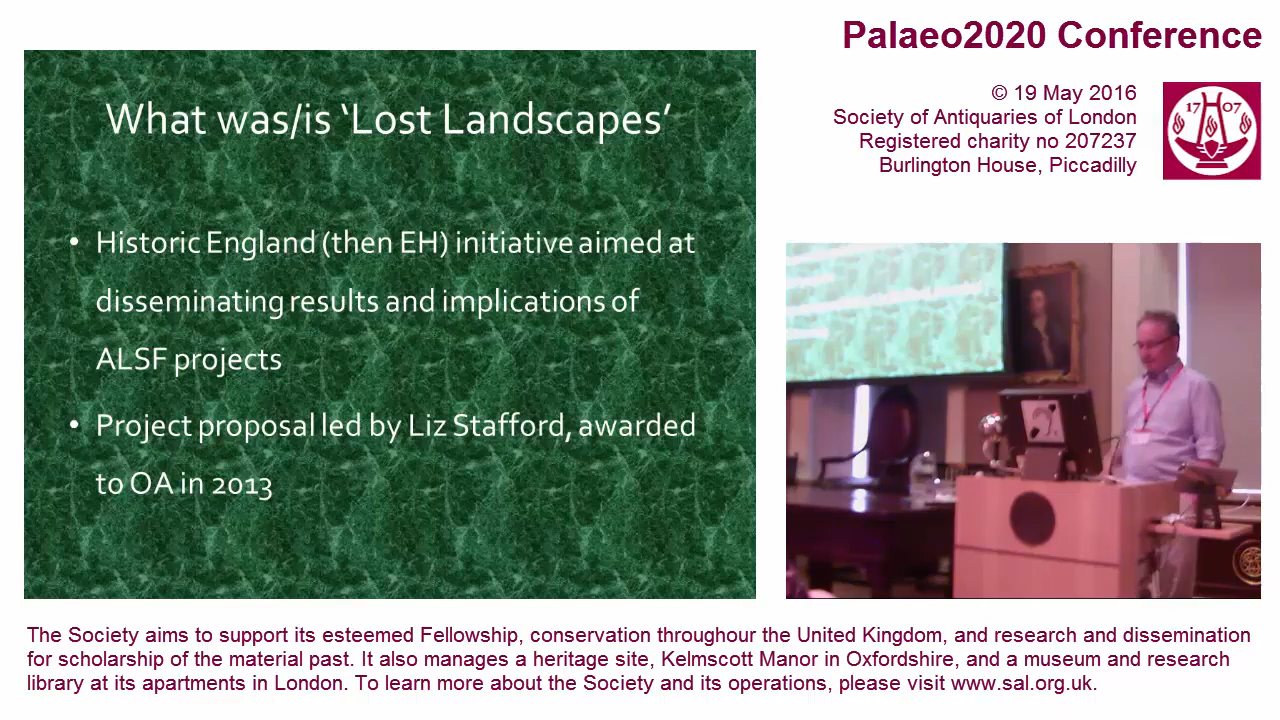 Palaeo2020 Conference
© 19 May 2016
Society of Antiquaries of London
Registered charity no 207237
Burlington House, Piccadilly
17 07
What was/is ‘Lost Landscapes’
• Historic England (then EH) initiative aimed at
disseminating results and implications of
ALSF projects
• Project proposal led by Liz Stafford, awarded
to OA in 2013
The Society aims to support its esteemed Fellowship, conservation throughour the United Kingdom, and research and dissemination
for scholarship of the material past. It also manages a heritage site, Kelmscott Manor in Oxfordshire, and a museum and research
library at its apartments in London. To learn more about the Society and its operations, please visit www.sal.org.uk.